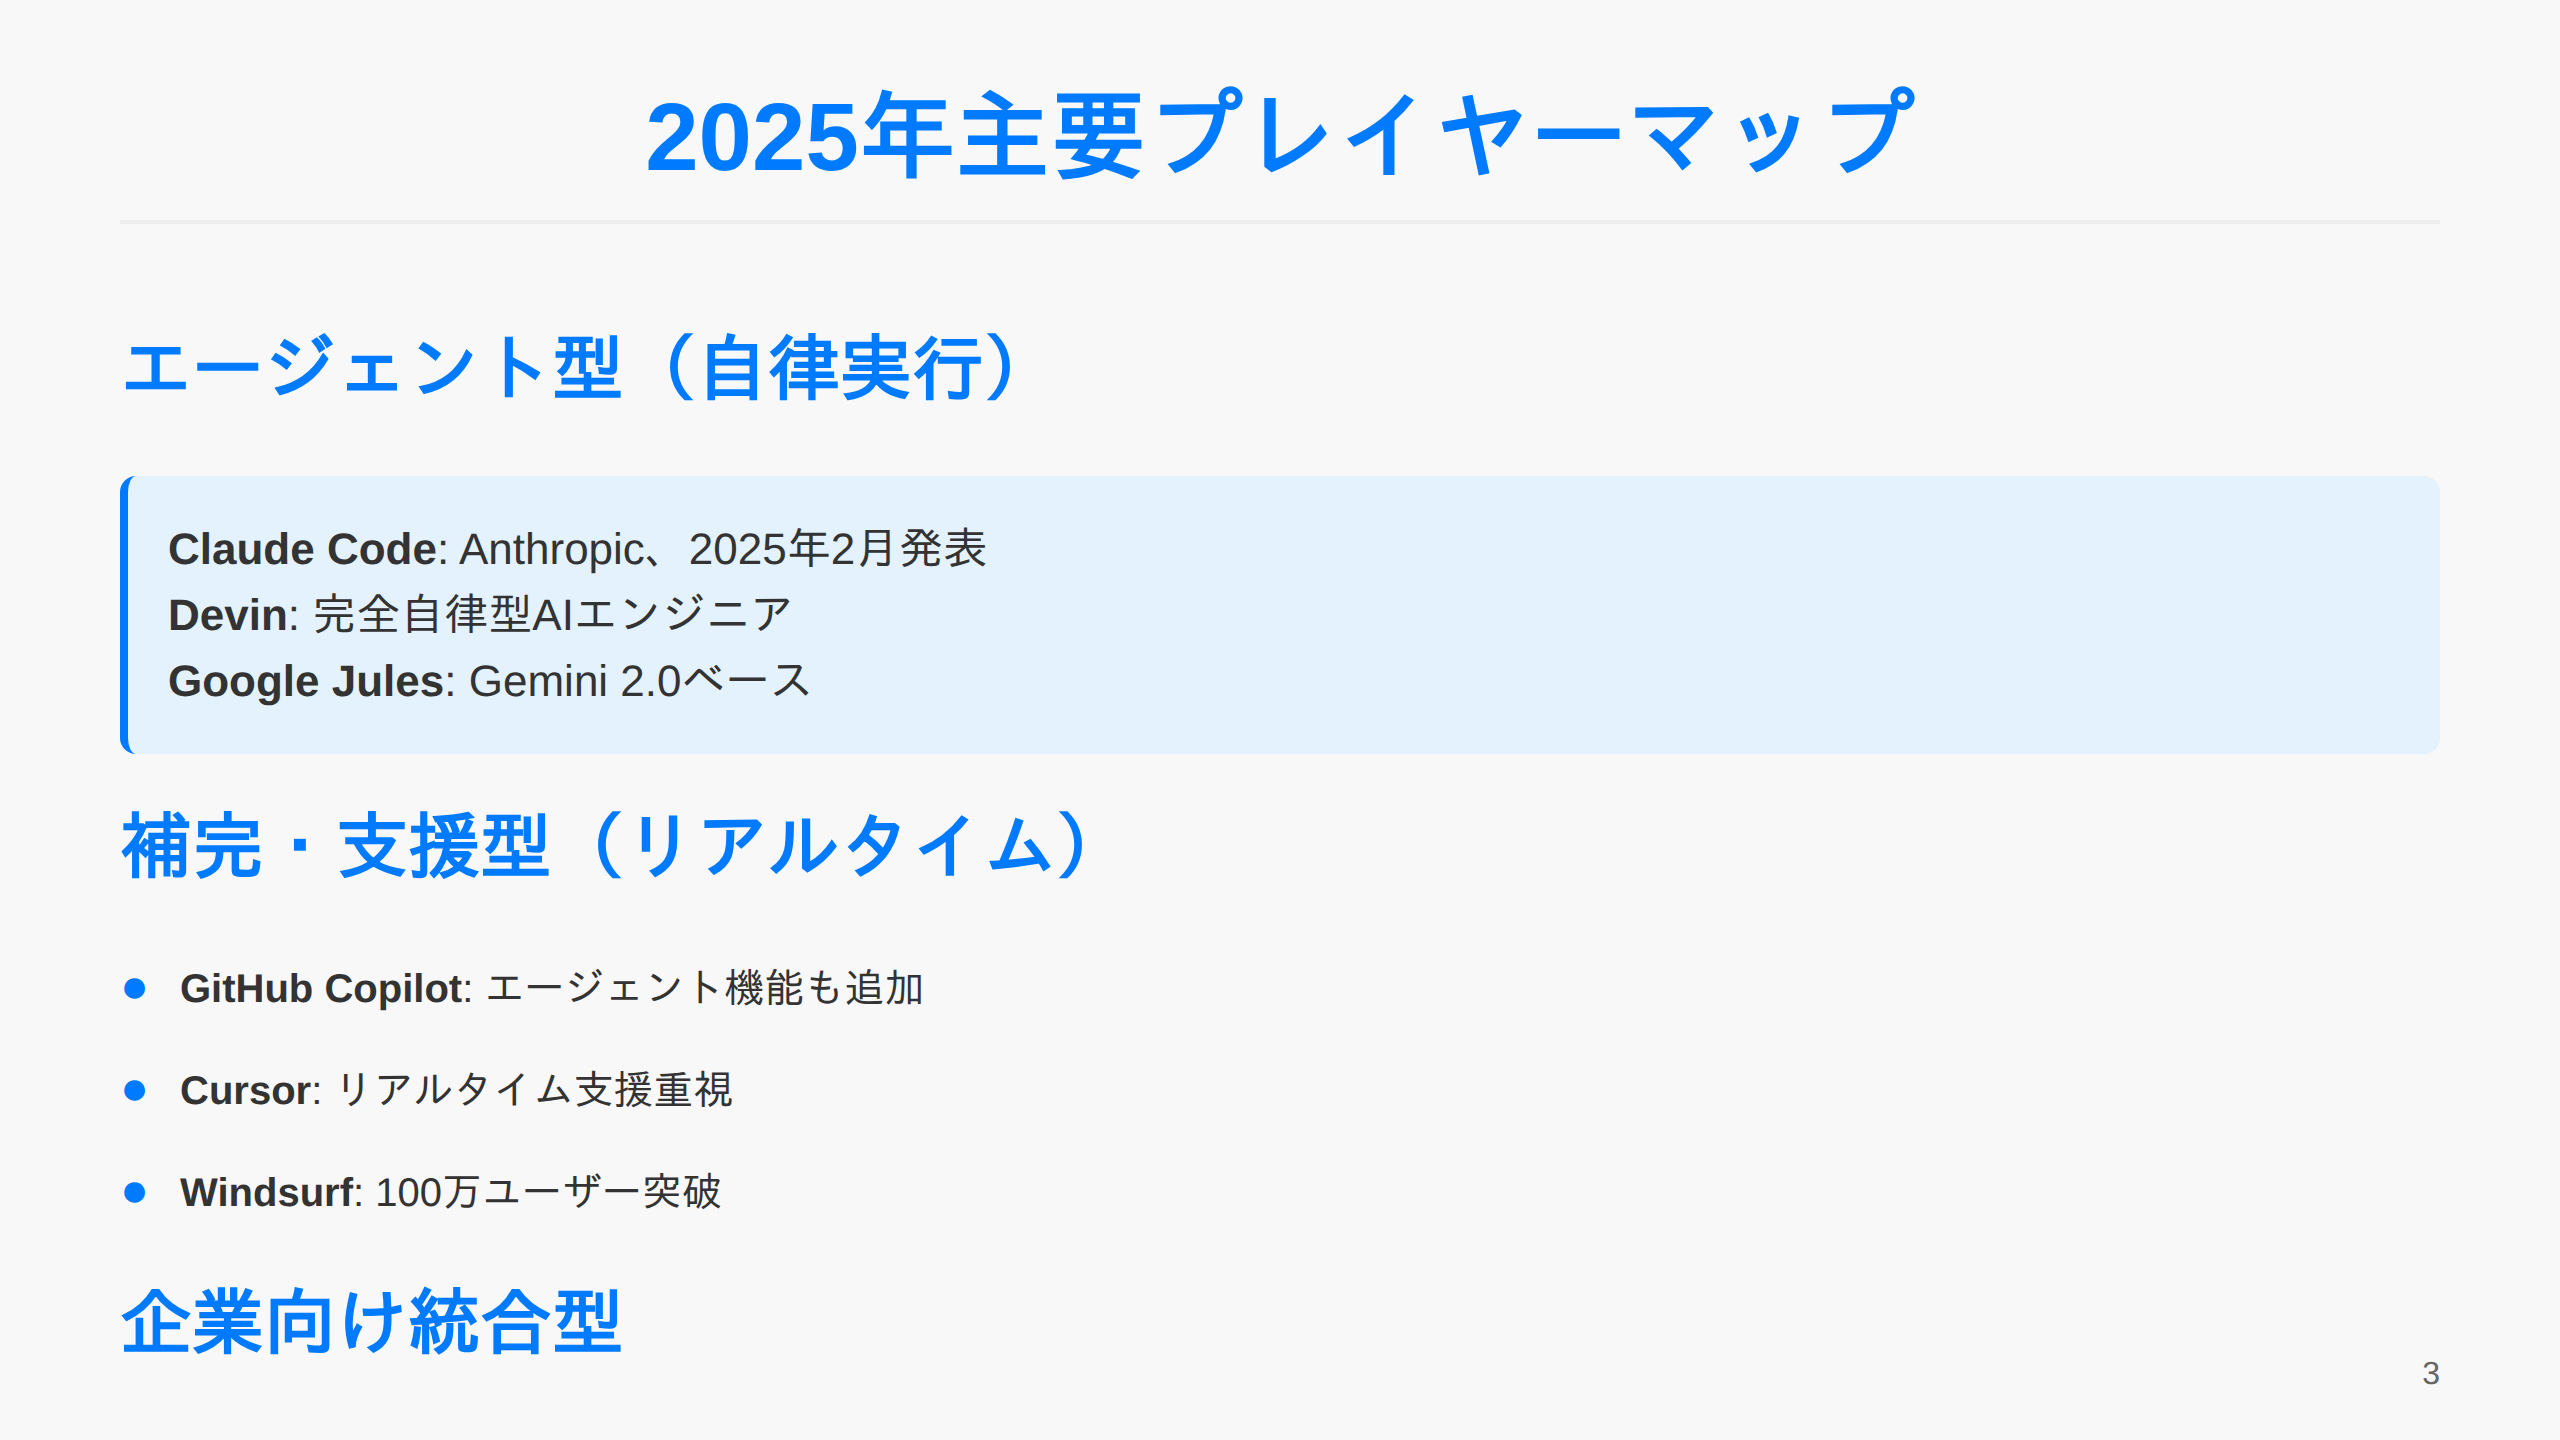 2025年主要プレイヤーマップ
エージェント型（自律実行）
Claude Code: Anthropic、2025年2月発表
Devin: 完全自律型AIエンジニア
Google Jules: Gemini 2.0ベース
補完・支援型（リアルタイム）
● GitHub Copilot: エージェント機能も追加
● Cursor: リアルタイム支援重視
● Windsurf: 100万ユーザー突破
企業向け統合型
3